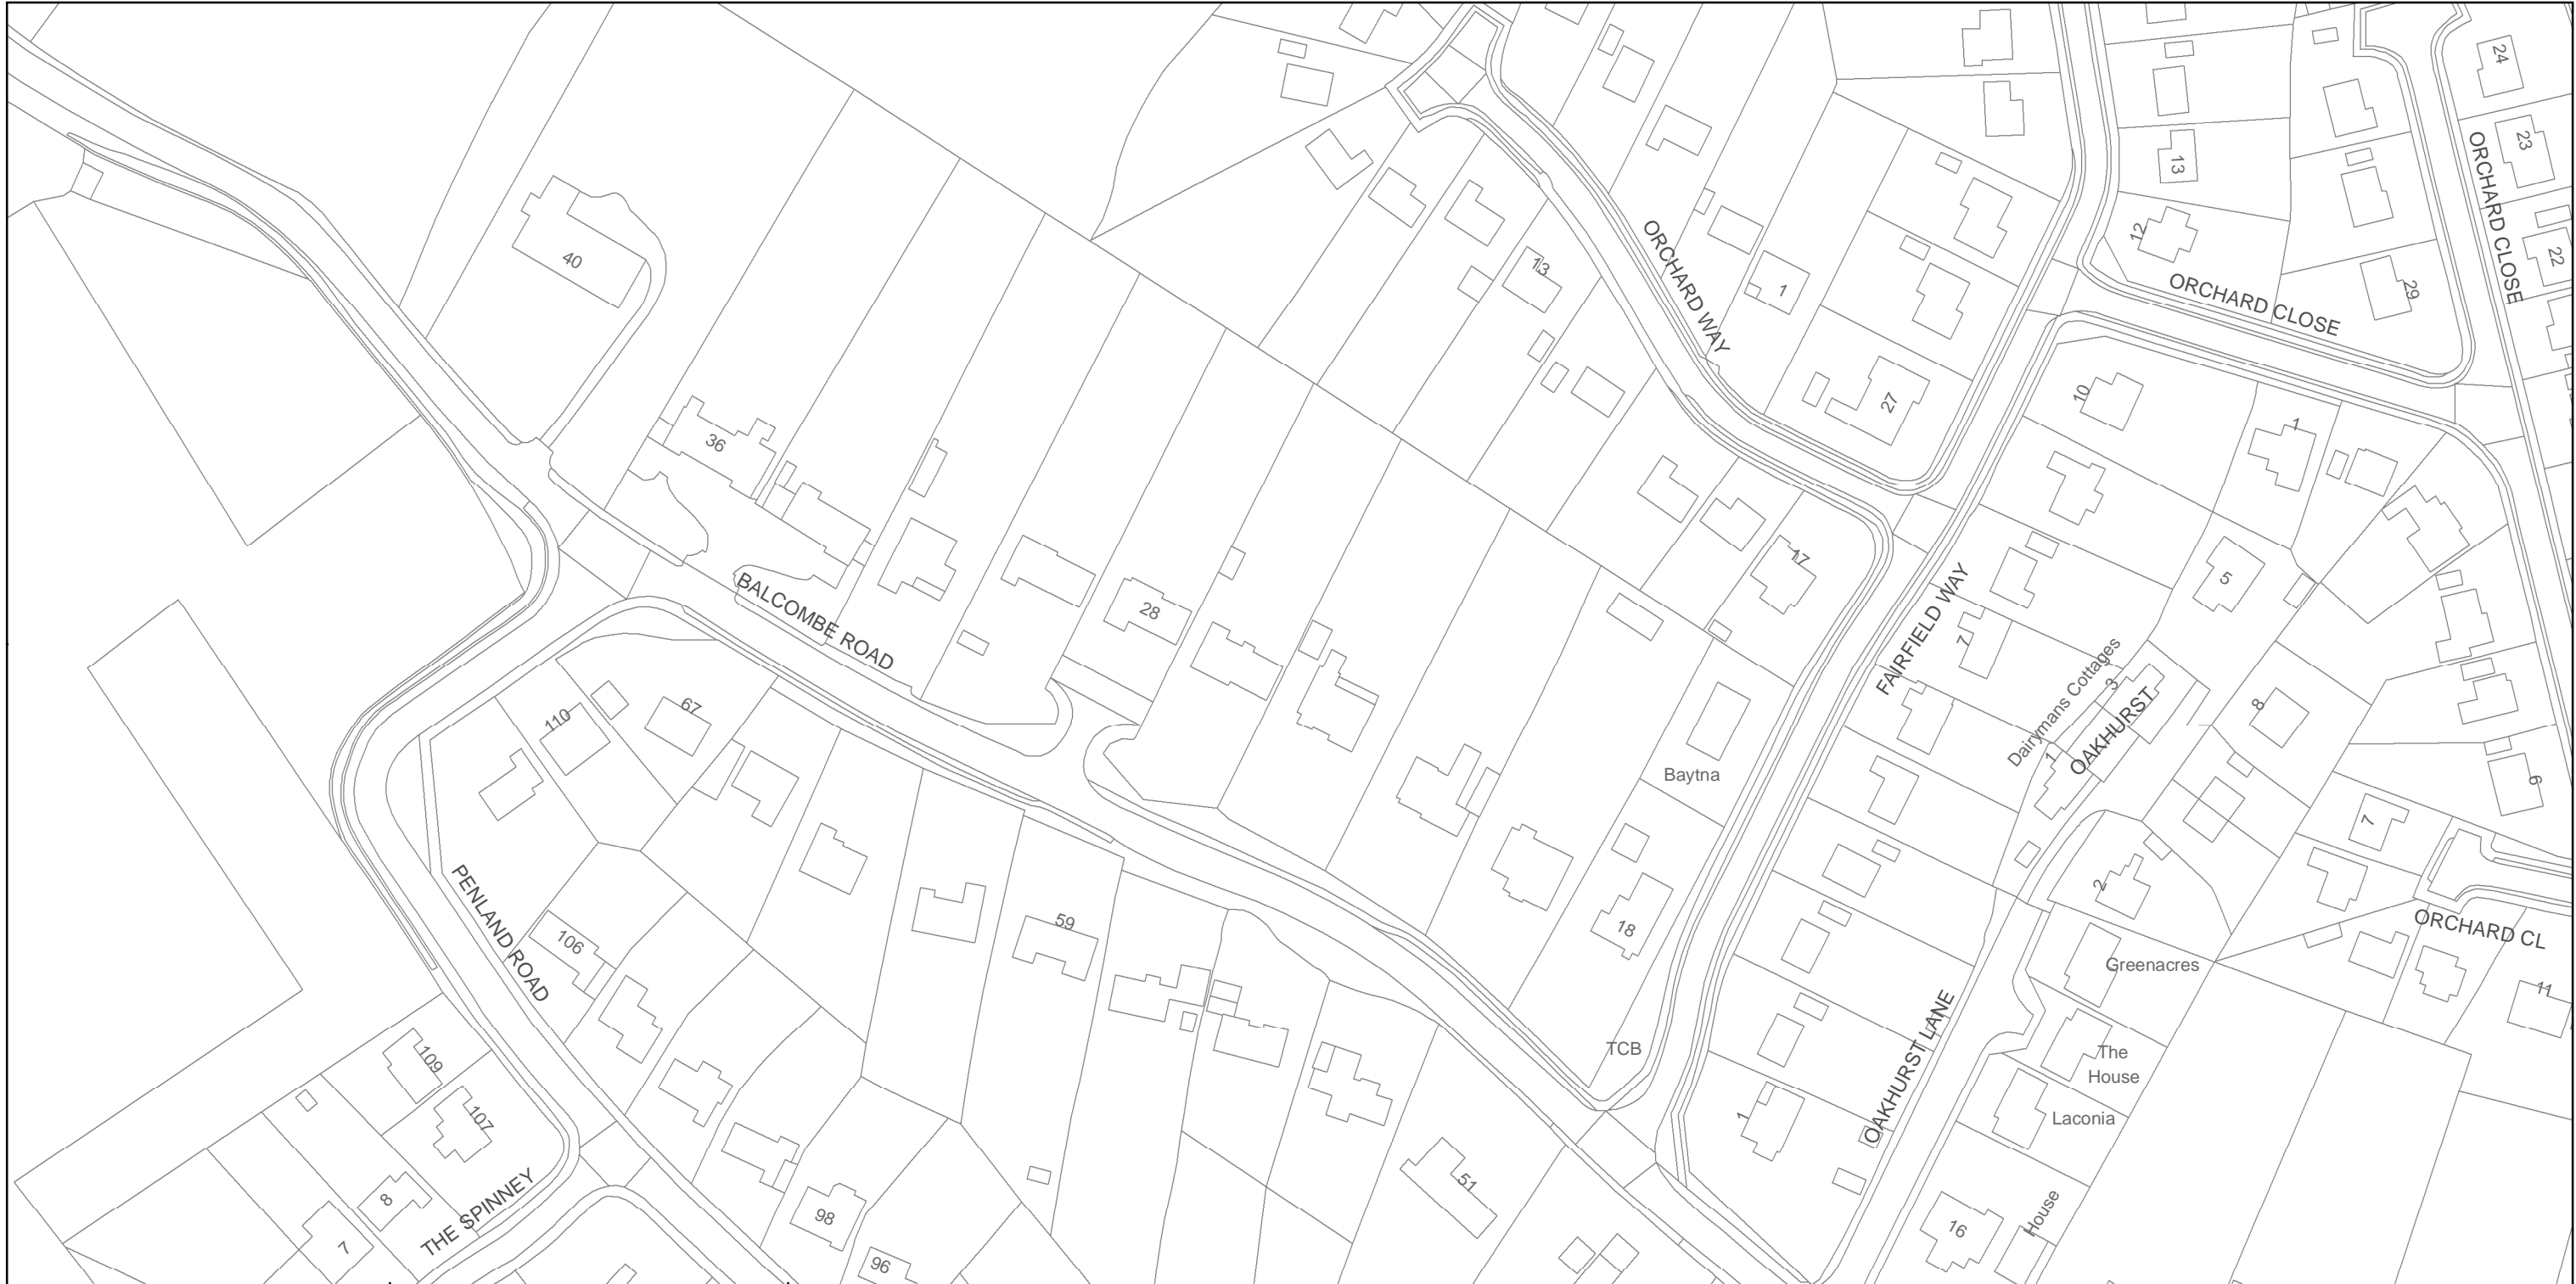 24
23
22
ORCHARD CLOSE
13
12
ORCHARD CLOSE
29
40
ORCHARD WAY
13
1
27
10
1
36
17
5
BALCOMBE ROAD
28
FAIRFIELD WAY
7
Dairymans Cottages
3
1
OAKHURST
8
6
7
110
67
Baytna
18
2
ORCHARD CL
Greenacres
11
PENLAND ROAD
106
59
TCB
OAKHURST LANE
The
House
Laconia
109
107
1
8
7
THE SPINNEY
98
96
51
16
House